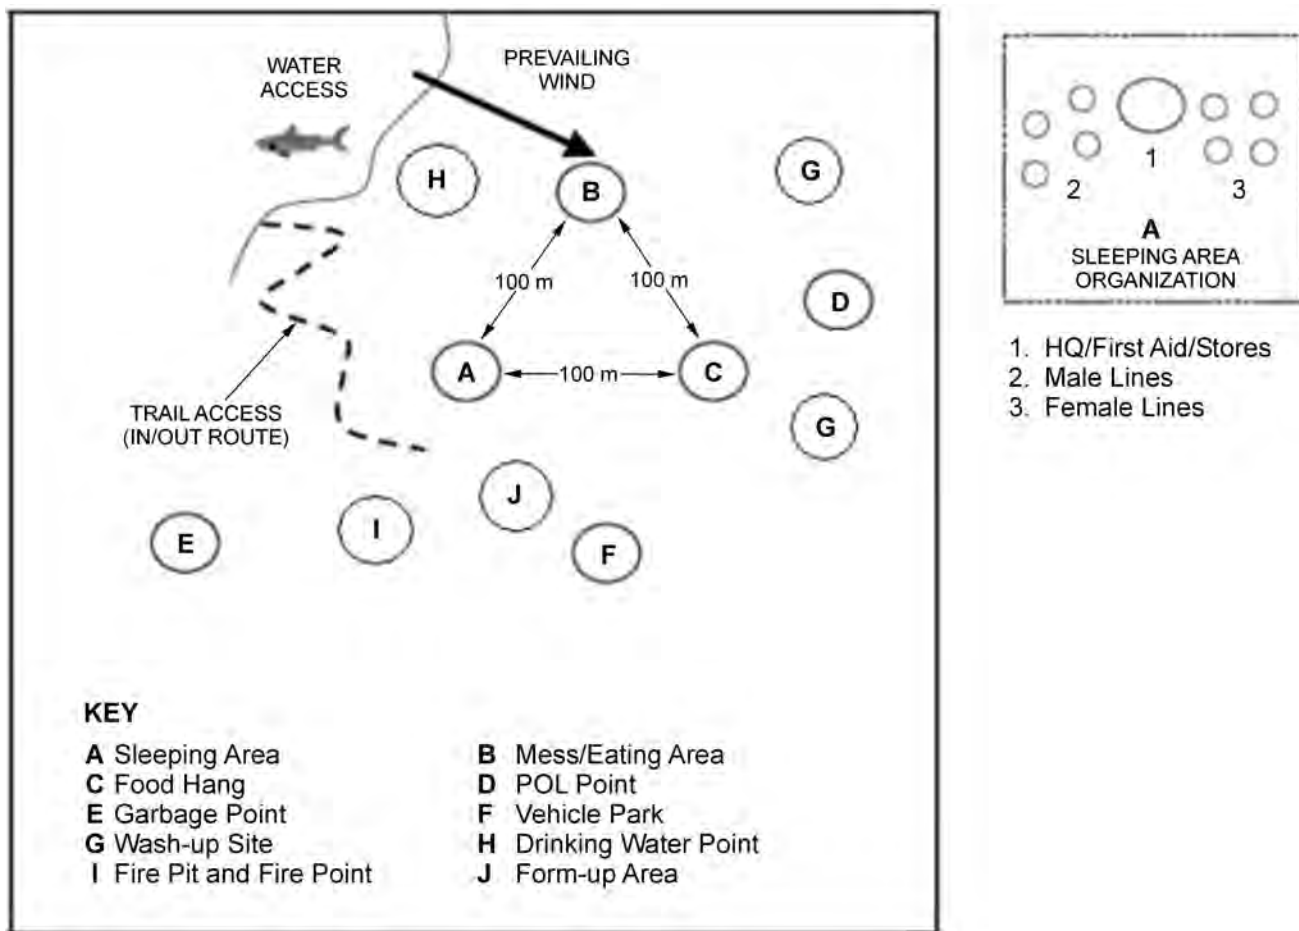 WATER
ACCESS
PREVAILING
WIND
H
B
G
100 m
100 m
D
A
100 m
C
TRAIL ACCESS
(IN/OUT ROUTE)
G
J
E
I
F
KEY
A Sleeping Area
B Mess/Eating Area
C Food Hang
D POL Point
E Garbage Point
F Vehicle Park
G Wash-up Site
H Drinking Water Point
I Fire Pit and Fire Point
J Form-up Area
1
2
3
A
SLEEPING AREA
ORGANIZATION
1. HQ/First Aid/Stores
2. Male Lines
3. Female Lines